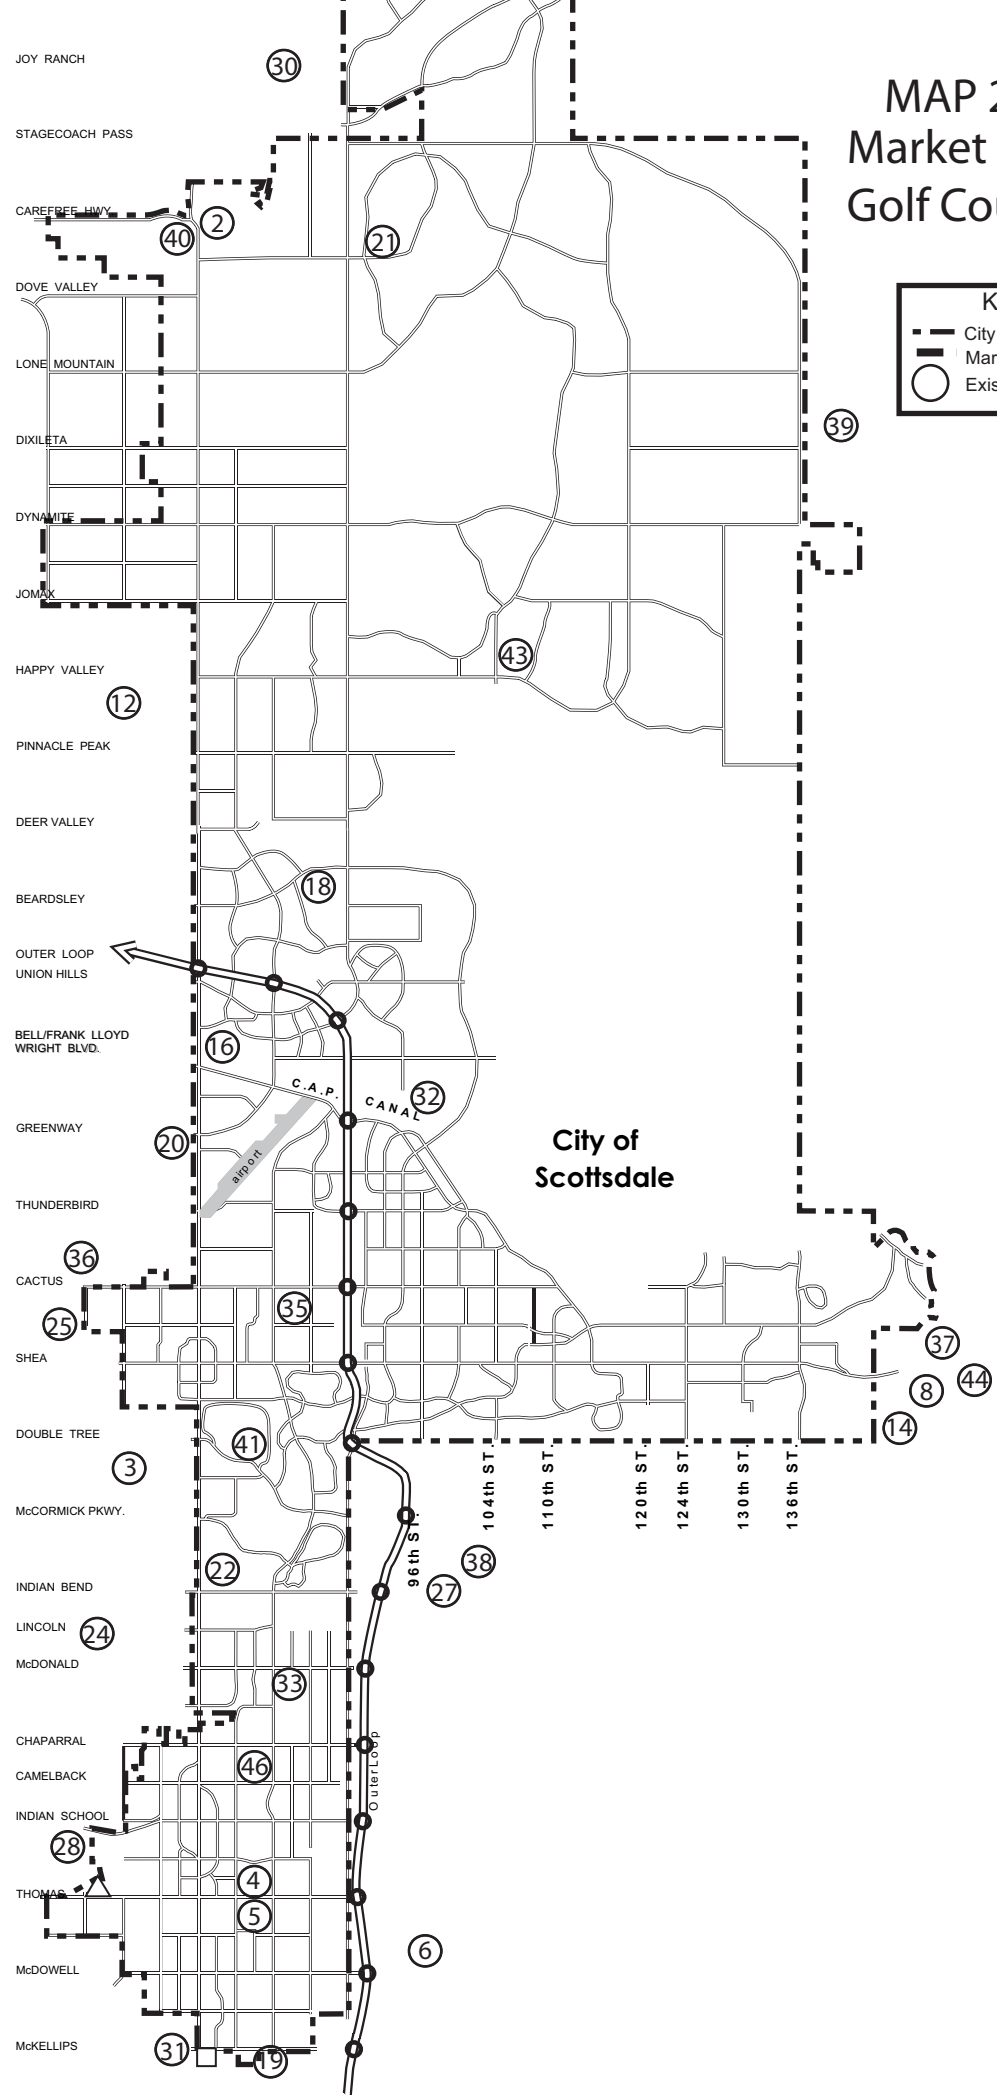 MAP 2
Market
Golf Cou
K
City
Mar
Exis
JOY RANCH
30
STAGECOACH PASS
CAREFREE HWY
2
40
21
DOVE VALLEY
LONE MOUNTAIN
39
DIXILETA
DYNAMITE
JOMAX
43
HAPPY VALLEY
12
PINNACLE PEAK
DEER VALLEY
18
BEARDSLEY
OUTER LOOP
UNION HILLS
BELL/FRANK LLOYD
WRIGHT BLVD.
16
C.A.P. CANAL
32
GREENWAY
20
airport
City of
Scottsdale
THUNDERBIRD
36
CACTUS
35
25
37
SHEA
44
8
14
DOUBLE TREE
41
3
McCORMICK PKWY.
96th ST.
104th ST.
110th ST.
120th ST.
124th ST.
130th ST.
136th ST.
38
22
INDIAN BEND
27
LINCOLN
24
McDONALD
33
CHAPARRAL
46
CAMELBACK
Outer Loop
INDIAN SCHOOL
28
4
THOMAS
5
6
McDOWELL
McKELLIPS
31
19